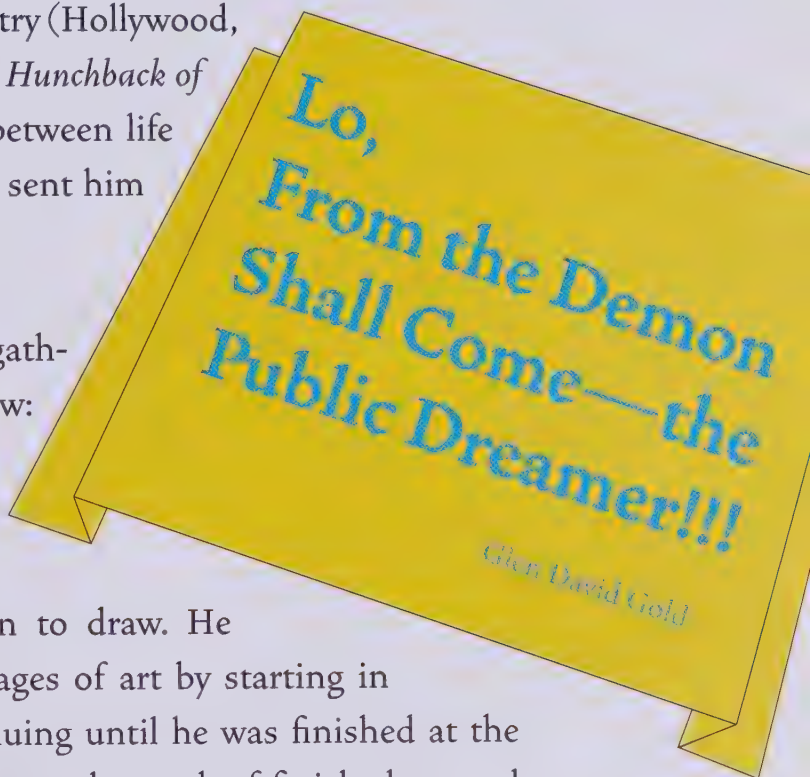 try (Hollywood,
Hunchback of
between life
sent him
gath-
w:
Lo,
From the Demon
Shall Come—the
Public Dreamer!!!
Glen David Gold
n to draw. He
ages of art by starting in
nuing until he was finished at the